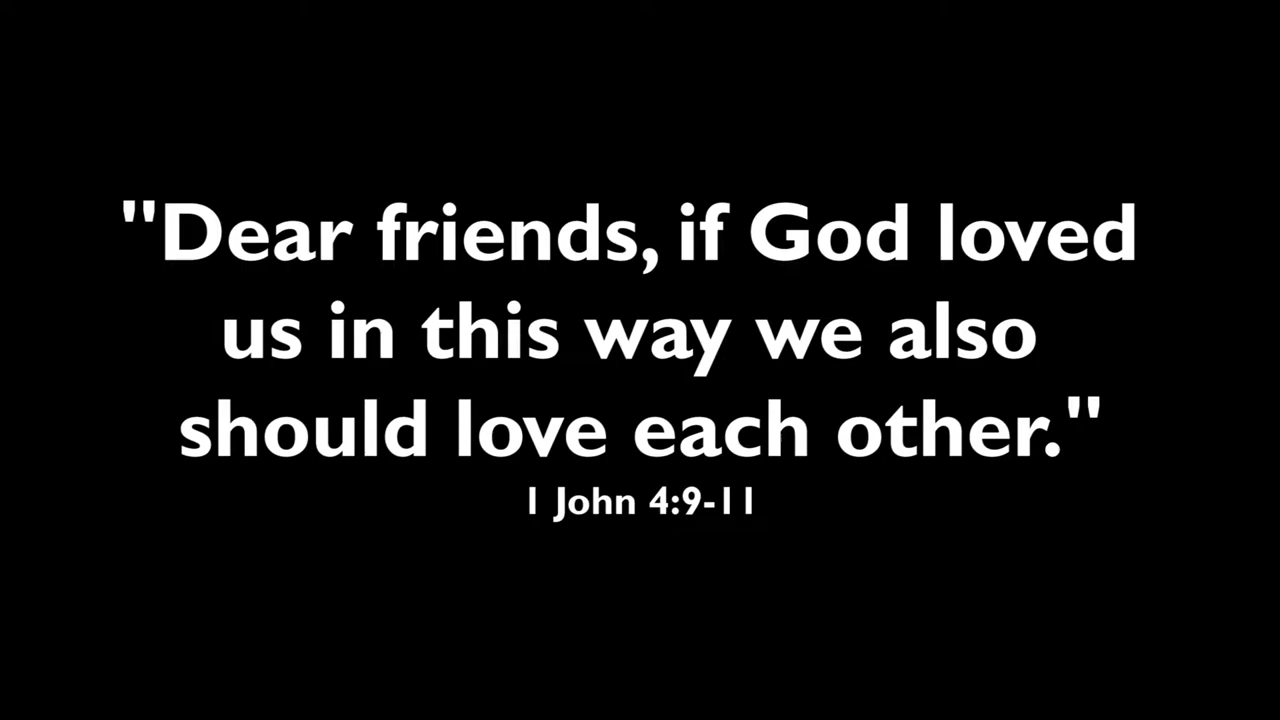 "Dear friends, if God loved
us in this way we also
should love each other."
1 John 4:9-11